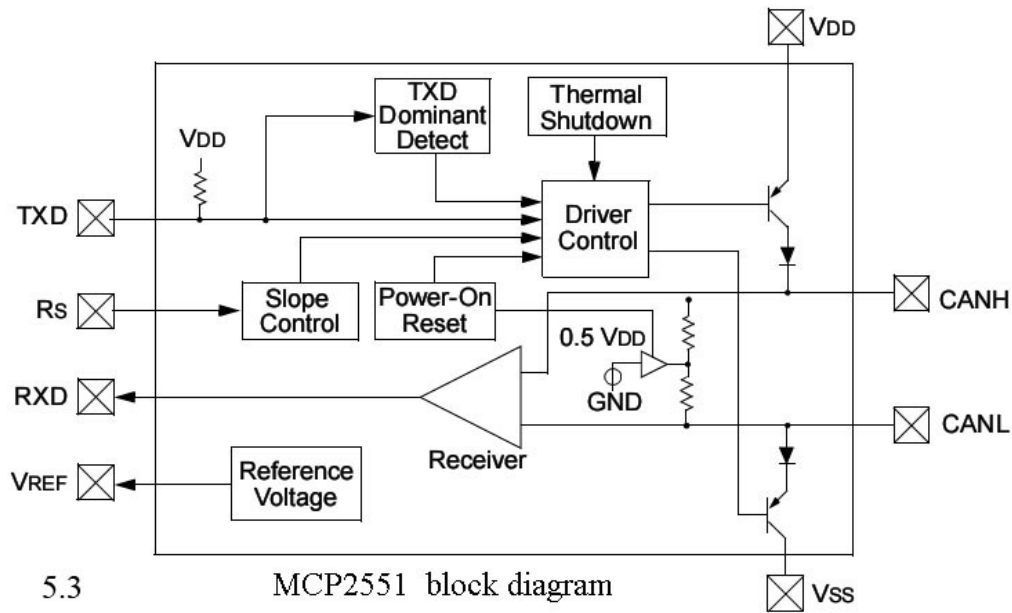 VDD
TXD
Dominant
Detect
Thermal
Shutdown
VDD
TXD
Driver
Control
RS
Slope
Control
Power-On
Reset
0.5 VDD
CANH
GND
RXD
CANL
Receiver
VREF
Reference
Voltage
5.3 MCP2551 block diagram
VSS